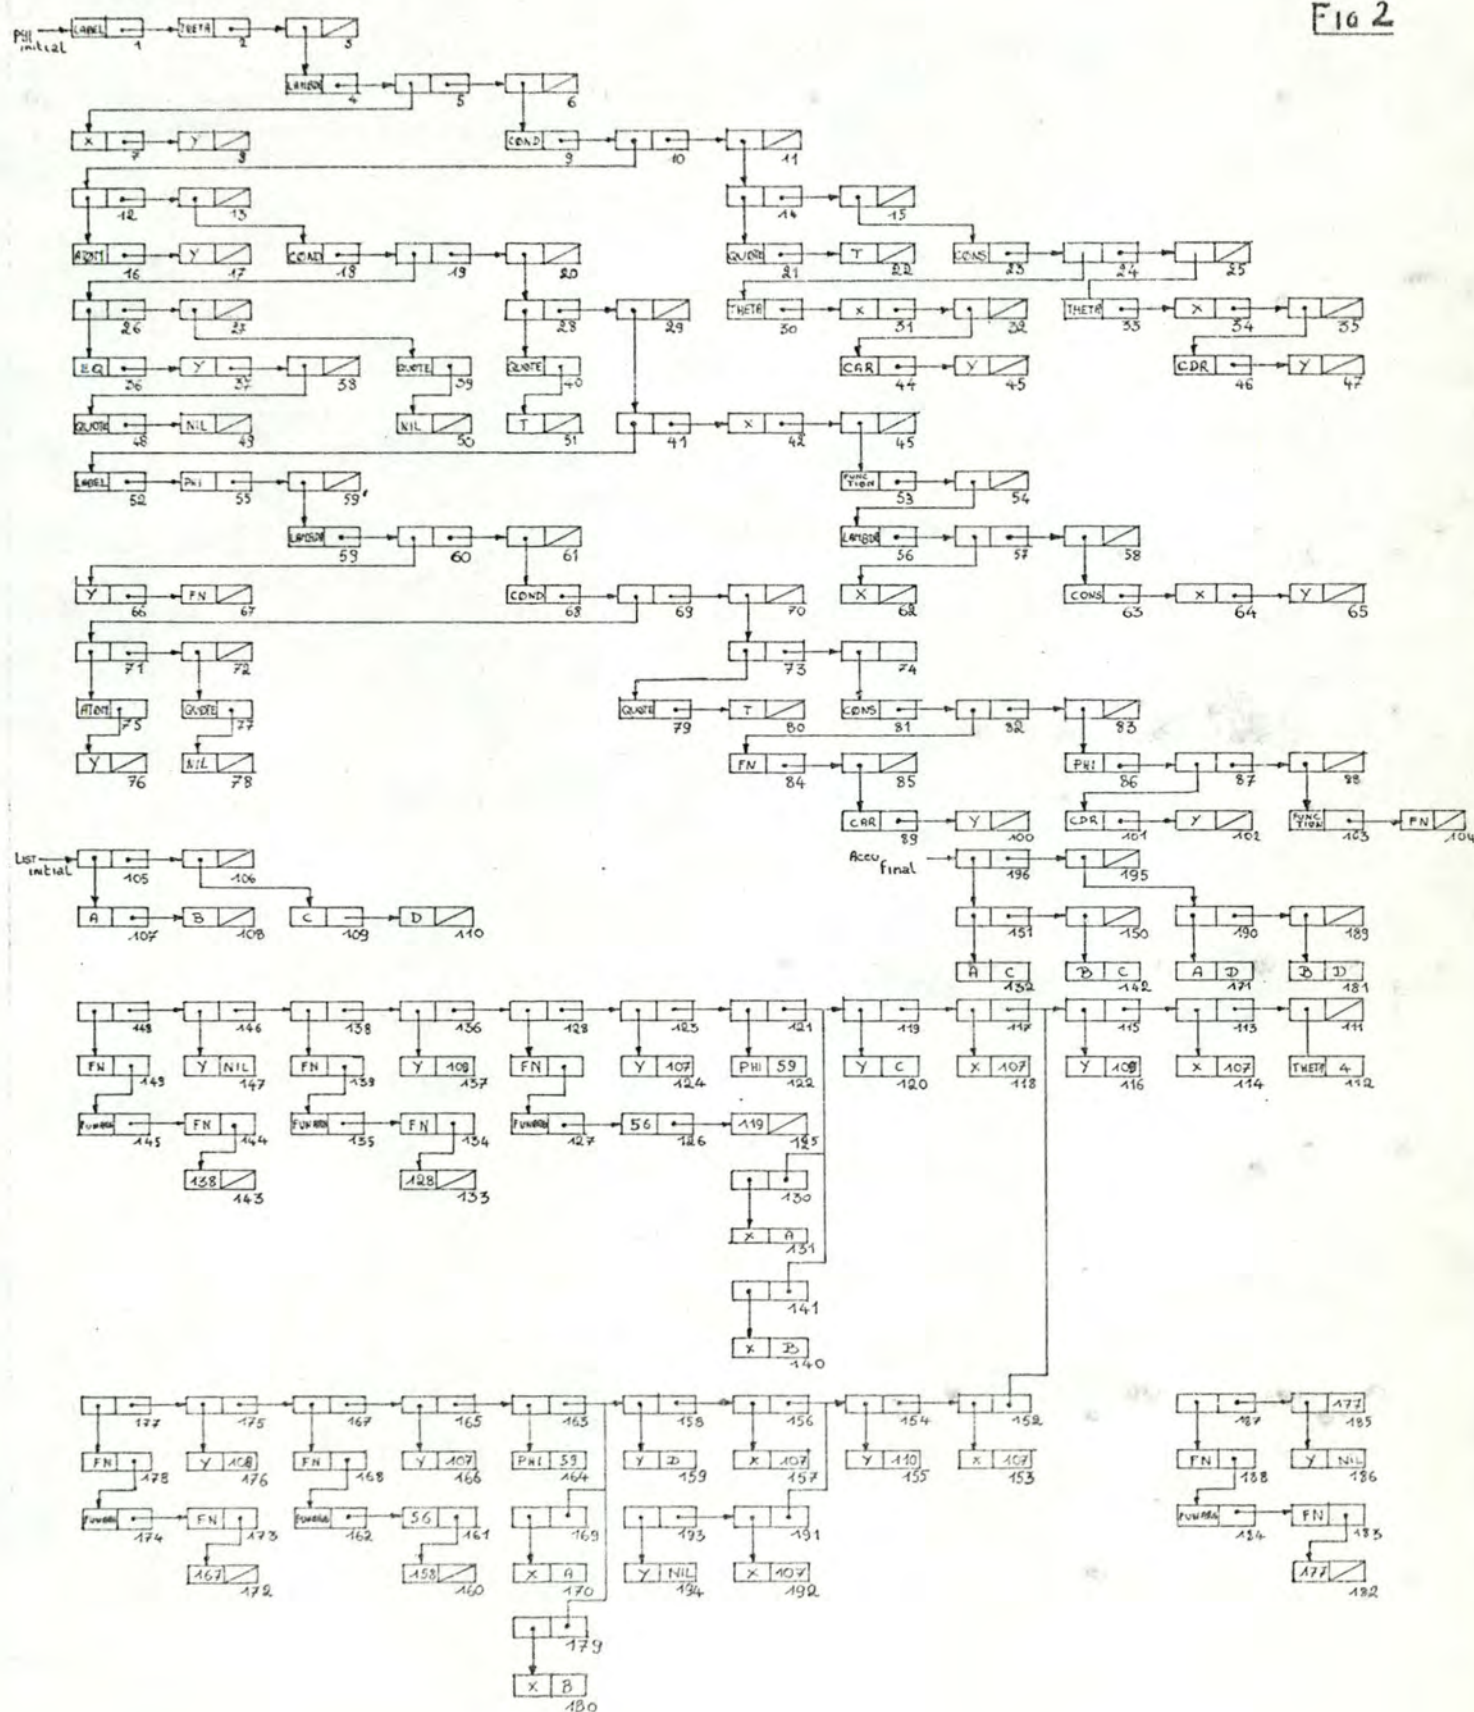 FIG 2
PHI initial LABEL 1 THETA 2 3
LAMBDA 4 5 6
X 7 Y 8 COND 9 10 11
12 13 14 15
ATOM 16 Y 17 COND 18 19 20 QUOTE 21 T 22 CONS 23 24 25
26 27 28 29 THETA 30 X 31 32 THETA 33 X 34 35
EQ 36 Y 37 38 QUOTE 39 QUOTE 40 CAR 44 Y 45 CDR 46 Y 47
QUOTE 48 NIL 49 NIL 50 T 51 41 X 42 45
LABEL 52 PHI 55 59' FUNCTION 53 54
LAMBDA 59 60 61 LAMBDA 56 57 58
Y 66 FN 67 COND 68 69 70 X 62 CONS 63 X 64 Y 65
71 72 73 74
ATOM 75 QUOTE 77 QUOTE 79 T 80 CONS 81 82 83
Y 76 NIL 78 FN 84 85 PHI 86 87 88
CAR 89 Y 100 CDR 101 Y 102 FUNCTION 103 FN 104
LIST initial 105 106 Accu final 196 195
A 107 B 108 C 109 D 110 151 150 190 189
A C 132 B C 142 A D 171 B D 181
148 146 138 136 128 123 121 119 117 115 113 111
FN 149 Y NIL 147 FN 139 Y 108 137 FN Y 107 124 PHI 59 122 Y C 120 X 107 118 Y 109 116 X 107 114 THETA 4 112
FUNARG 145 FN 144 FUNARG 135 FN 134 FUNARG 127 56 126 119 125
138 143 128 133 130
X A 131
141
X B 140
177 175 167 165 163 158 156 154 152 187 177 185
FN 178 Y 108 176 FN 168 Y 107 166 PHI 59 164 Y D 159 X 107 157 Y 110 155 X 107 153 FN 188 Y NIL 186
FUNARG 174 FN 173 FUNARG 162 56 161 169 193 191 FUNARG 184 FN 183
167 172 158 160 X A 170 Y NIL 194 X 107 192 177 182
179
X B 180